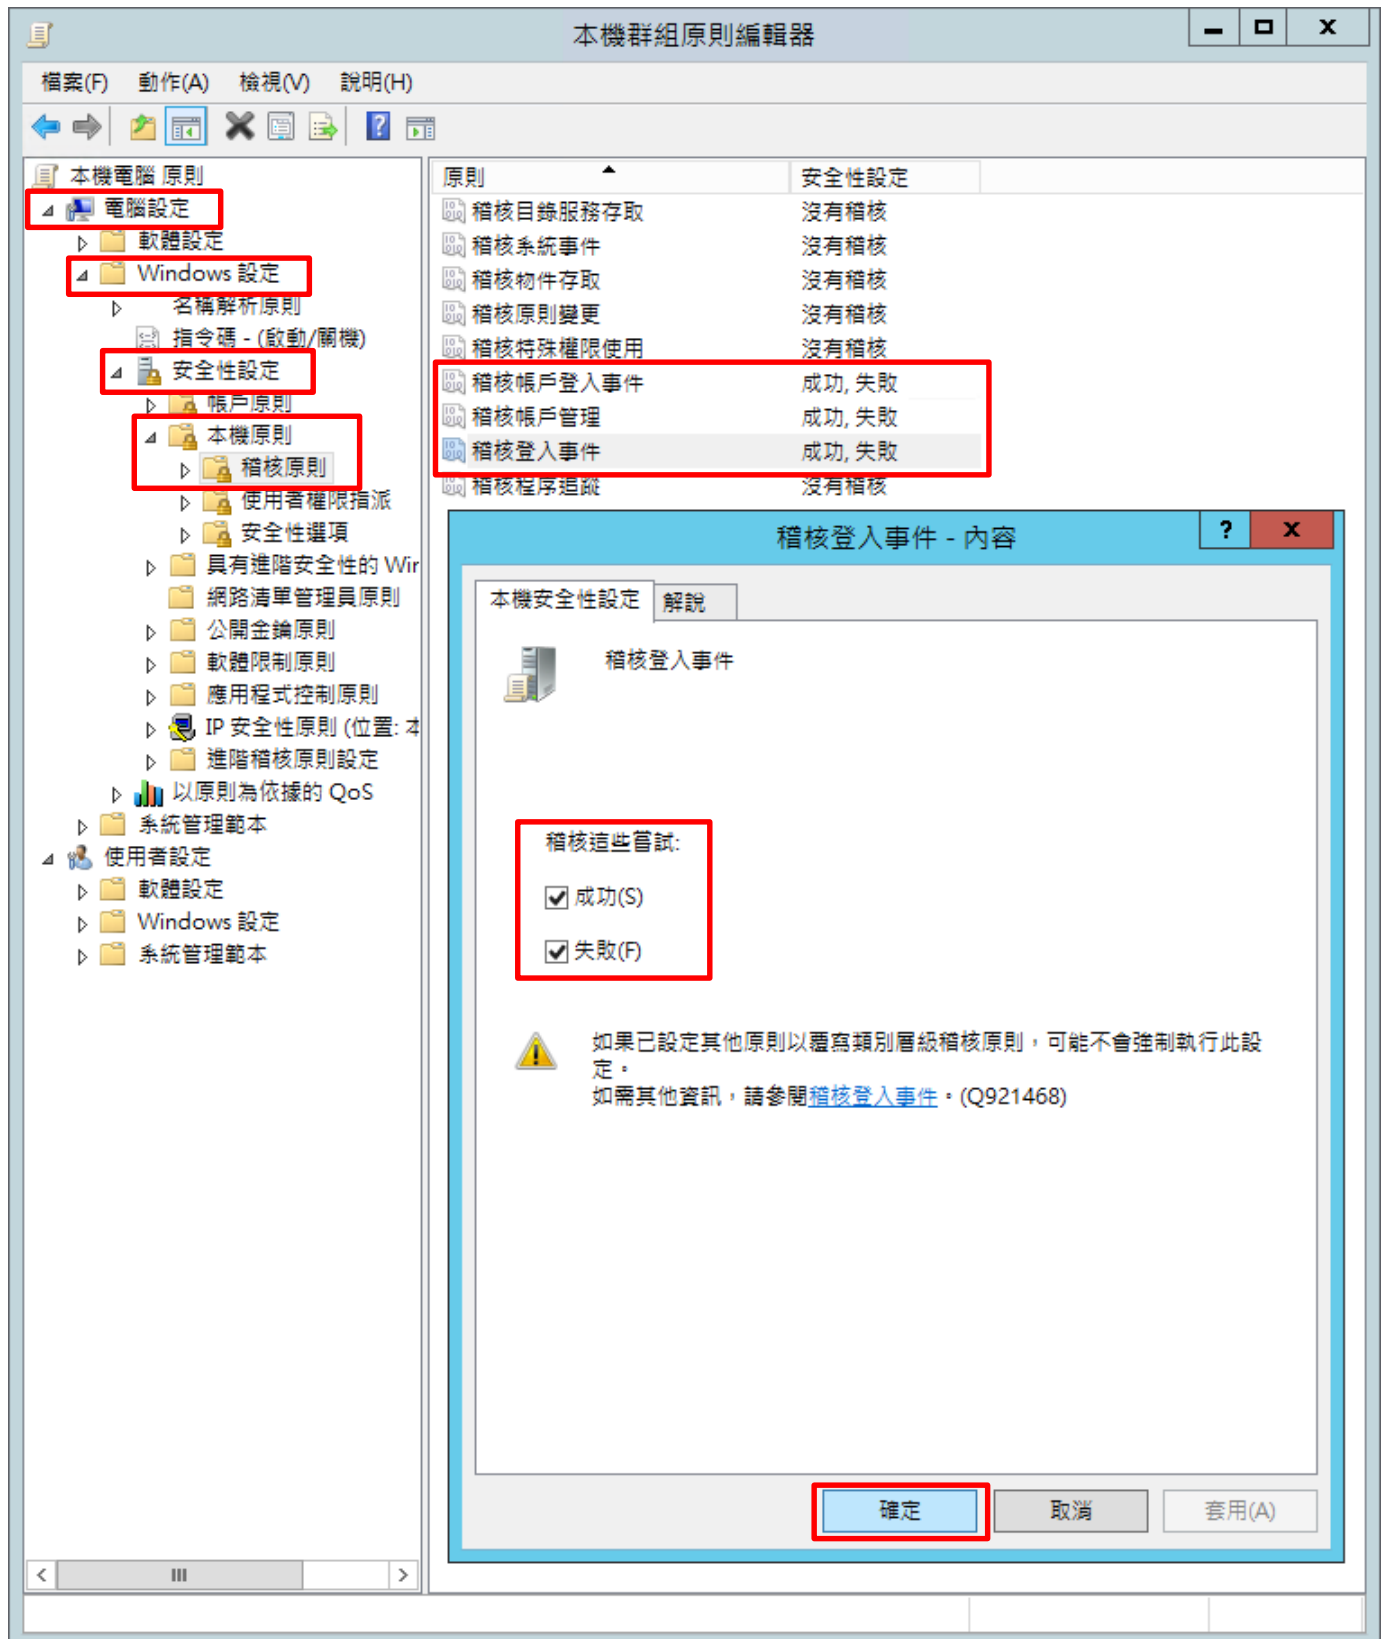 本機群組原則編輯器
檔案(F) 動作(A) 檢視(V) 說明(H)
本機電腦 原則
電腦設定
軟體設定
Windows 設定
名稱解析原則
指令碼 - (啟動/關機)
安全性設定
帳戶原則
本機原則
稽核原則
使用者權限指派
安全性選項
具有進階安全性的 Wir
網路清單管理員原則
公開金鑰原則
軟體限制原則
應用程式控制原則
IP 安全性原則 (位置: 本
進階稽核原則設定
以原則為依據的 QoS
系統管理範本
使用者設定
軟體設定
Windows 設定
系統管理範本
原則 安全性設定
稽核目錄服務存取 沒有稽核
稽核系統事件 沒有稽核
稽核物件存取 沒有稽核
稽核原則變更 沒有稽核
稽核特殊權限使用 沒有稽核
稽核帳戶登入事件 成功, 失敗
稽核帳戶管理 成功, 失敗
稽核登入事件 成功, 失敗
稽核程序追蹤 沒有稽核
稽核登入事件 - 內容
本機安全性設定 解說
稽核登入事件
稽核這些嘗試:
成功(S)
失敗(F)
如果已設定其他原則以覆寫類別層級稽核原則，可能不會強制執行此設
定。
如需其他資訊，請參閱稽核登入事件。(Q921468)
確定 取消 套用(A)